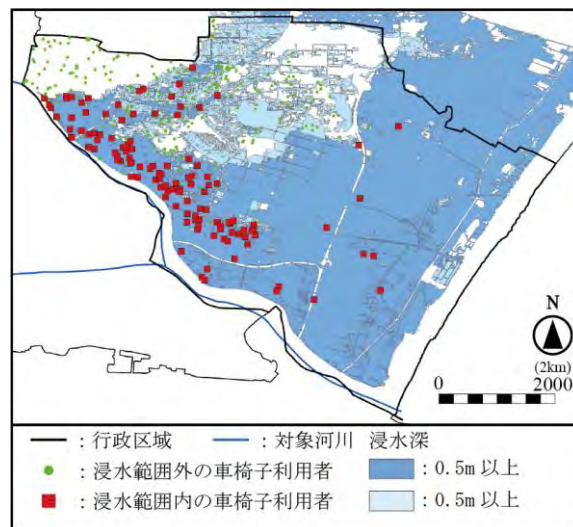 N
(2km)
0 2000
：行政区域 ：対象河川 浸水深
：浸水範囲外の車椅子利用者 ：0.5m 以上
：浸水範囲内の車椅子利用者 ：0.5m 以上